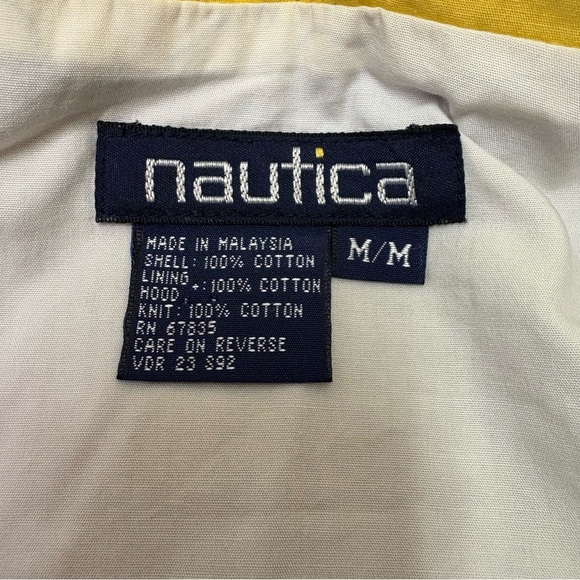 nautica
M/M
MADE IN MALAYSIA
SHELL: 100% COTTON
LINING
+: 100% COTTON
HOOD
KNIT: 100% COTTON
RN 67835
CARE ON REVERSE
VDR 23 S92